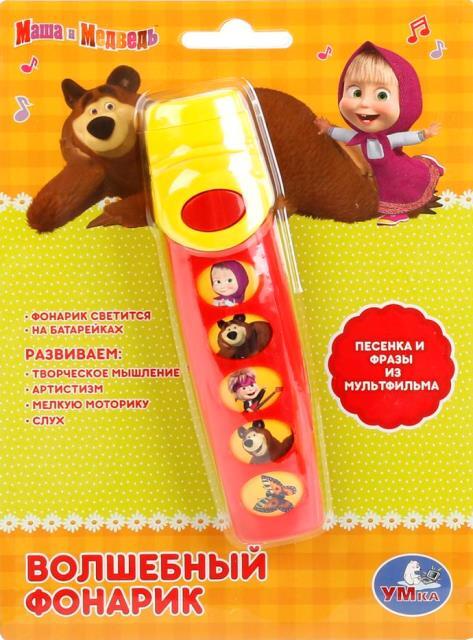 Маша и Медведь
• ФОНАРИК СВЕТИТСЯ
• НА БАТАРЕЙКАХ
РАЗВИВАЕМ:
• ТВОРЧЕСКОЕ МЫШЛЕНИЕ
• АРТИСТИЗМ
• МЕЛКУЮ МОТОРИКУ
• СЛУХ
ПЕСЕНКА И
ФРАЗЫ
ИЗ
МУЛЬТФИЛЬМА
ВОЛШЕБНЫЙ
ФОНАРИК
УМКА